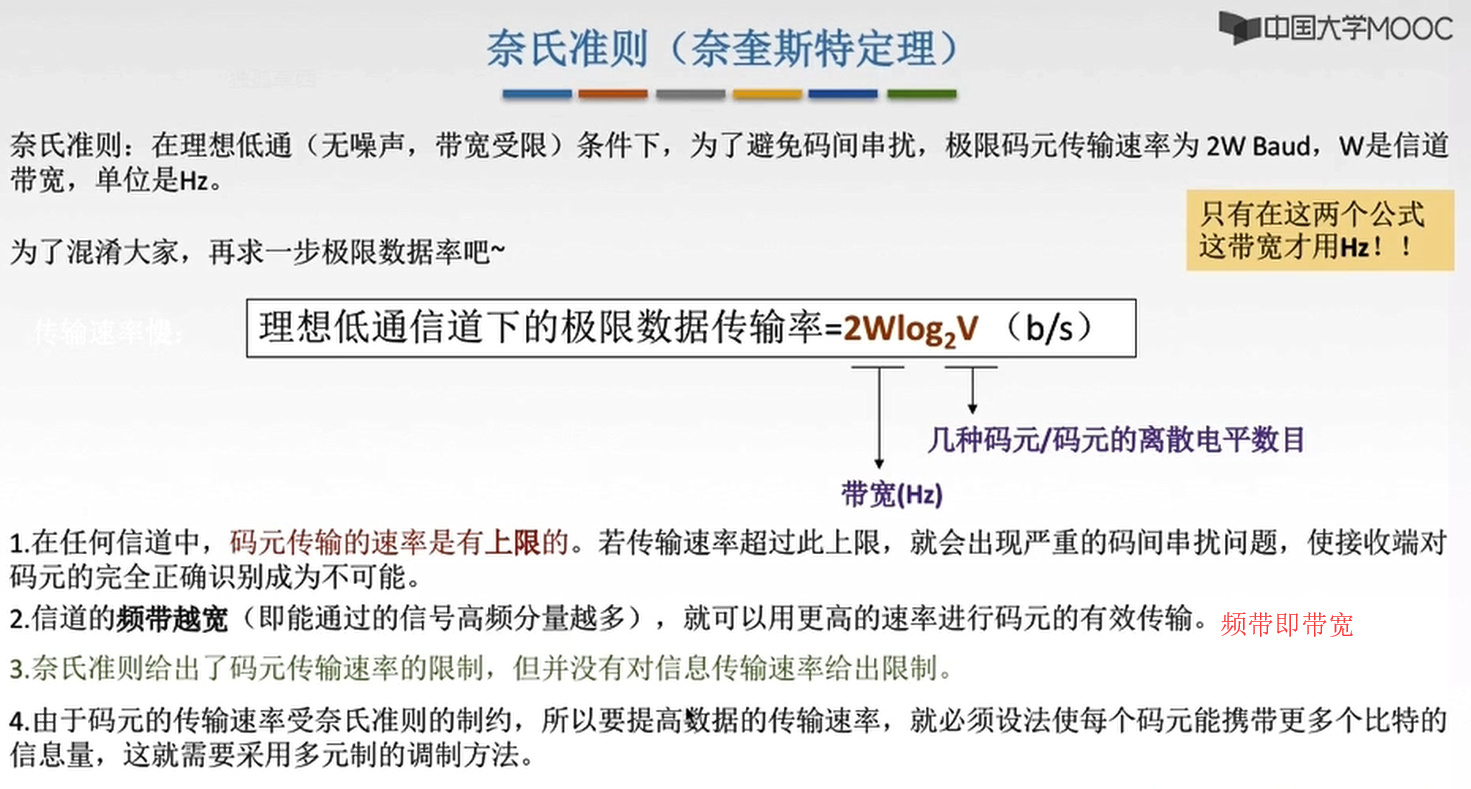 中国大学MOOC
奈氏准则（奈奎斯特定理）
奈氏准则：在理想低通（无噪声，带宽受限）条件下，为了避免码间串扰，极限码元传输速率为 2W Baud，W是信道
带宽，单位是Hz。
只有在这两个公式
这带宽才用Hz！！
为了混淆大家，再求一步极限数据率吧~
传输速率慢：
理想低通信道下的极限数据传输率=2Wlog₂V （b/s）
几种码元/码元的离散电平数目
带宽(Hz)
1.在任何信道中，码元传输的速率是有上限的。若传输速率超过此上限，就会出现严重的码间串扰问题，使接收端对
码元的完全正确识别成为不可能。
2.信道的频带越宽（即能通过的信号高频分量越多），就可以用更高的速率进行码元的有效传输。
频带即带宽
3.奈氏准则给出了码元传输速率的限制，但并没有对信息传输速率给出限制。
4.由于码元的传输速率受奈氏准则的制约，所以要提高数据的传输速率，就必须设法使每个码元能携带更多个比特的
信息量，这就需要采用多元制的调制方法。